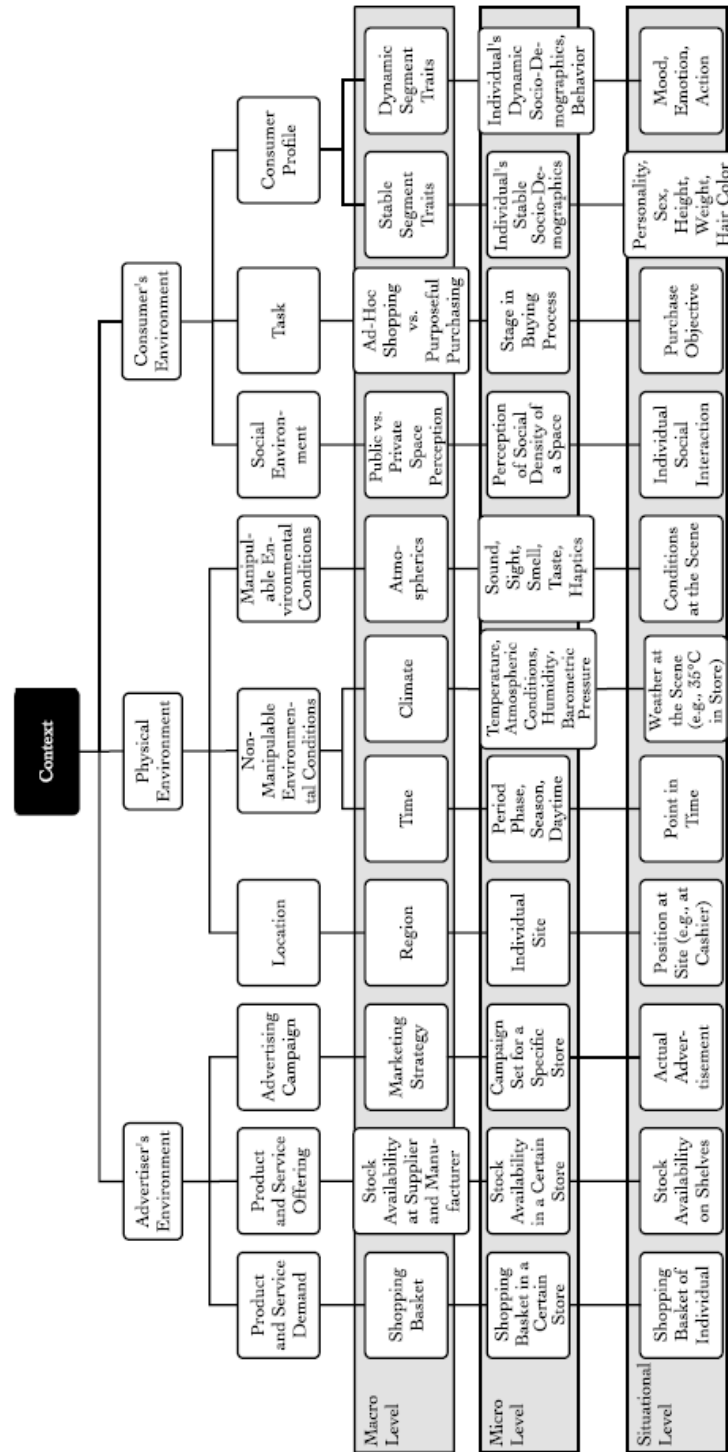 Context
Advertiser's
Environment
Physical
Environment
Consumer's
Environment
Product
and Service
Demand
Product
and Service
Offering
Advertising
Campaign
Location
Non-
Manipulable
Environmen-
tal Conditions
Manipul-
able En-
vironmental
Conditions
Social
Environ-
ment
Task
Consumer
Profile
Macro
Level
Shopping
Basket
Stock
Availability
at Supplier
and Manu-
facturer
Marketing
Strategy
Region
Time
Climate
Atmo-
spherics
Public vs.
Private
Space
Perception
Ad-Hoc
Shopping
vs.
Purposeful
Purchasing
Stable
Segment
Traits
Dynamic
Segment
Traits
Micro
Level
Shopping
Basket in a
Certain
Store
Stock
Availability
in a Certain
Store
Campaign
Set for a
Specific
Store
Individual
Site
Period
Phase,
Season,
Daytime
Temperature,
Atmospheric
Conditions,
Humidity,
Barometric
Pressure
Sound,
Sight,
Smell,
Taste,
Haptics
Perception
of Social
Density of
a Space
Stage in
Buying
Process
Individual's
Stable
Socio-De-
mographics
Individual's
Dynamic
Socio-De-
mographics,
Behavior
Situational
Level
Shopping
Basket of
Individual
Stock
Availability
on Shelves
Actual
Adver-
tisement
Position at
Site (e.g., at
Cashier)
Point in
Time
Weather at
the Scene
(e.g., 35°C
in Store)
Conditions
at the Scene
Individual
Social
Interaction
Purchase
Objective
Personality,
Sex,
Height,
Weight,
Hair Color
Mood,
Emotion,
Action